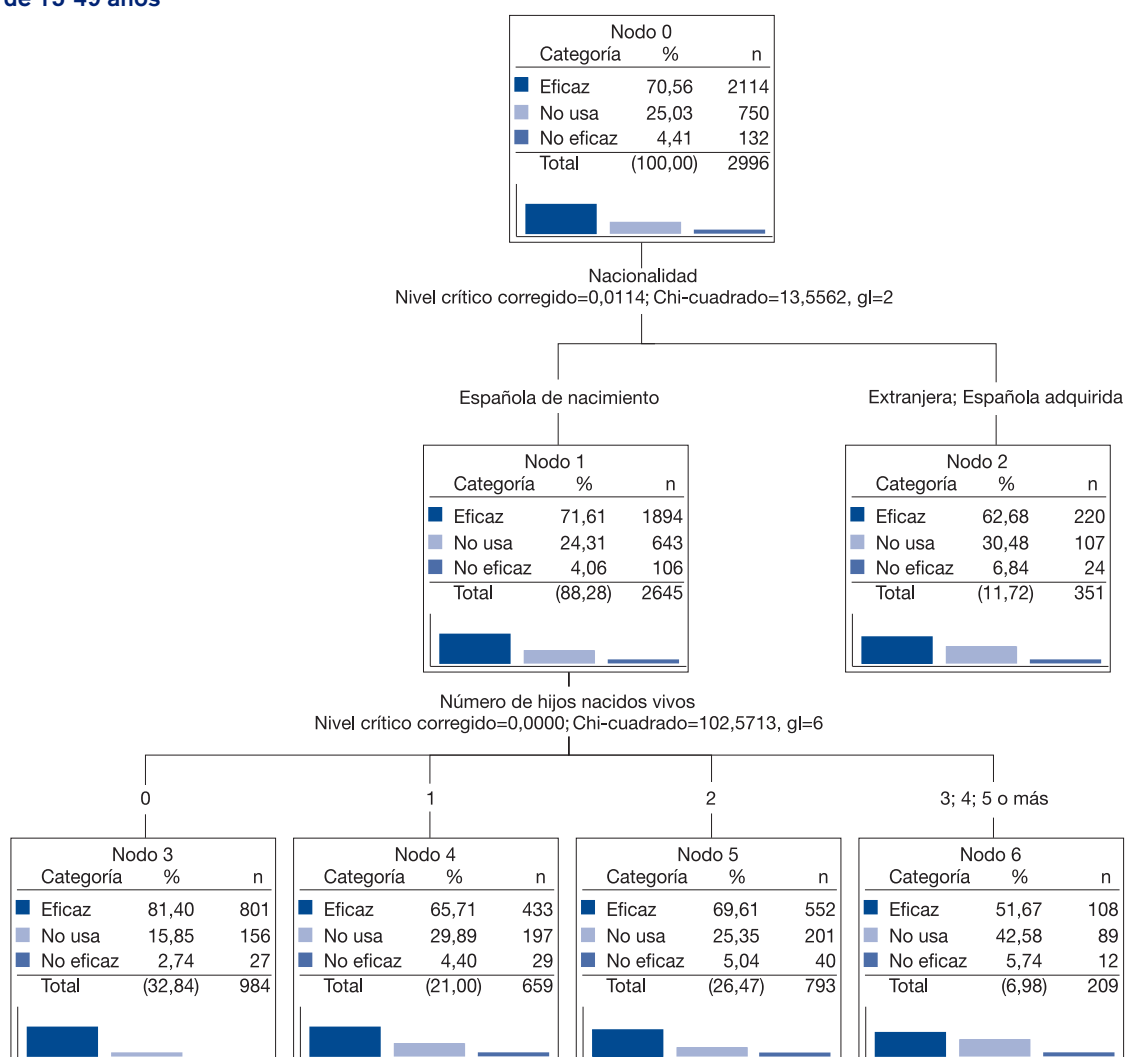 de 15-49 años
Nodo 0
Categoría % n
Eficaz 70,56 2114
No usa 25,03 750
No eficaz 4,41 132
Total (100,00) 2996
Nacionalidad
Nivel crítico corregido=0,0114; Chi-cuadrado=13,5562, gl=2
Española de nacimiento
Extranjera; Española adquirida
Nodo 1
Categoría % n
Eficaz 71,61 1894
No usa 24,31 643
No eficaz 4,06 106
Total (88,28) 2645
Nodo 2
Categoría % n
Eficaz 62,68 220
No usa 30,48 107
No eficaz 6,84 24
Total (11,72) 351
Número de hijos nacidos vivos
Nivel crítico corregido=0,0000; Chi-cuadrado=102,5713, gl=6
0
1
2
3; 4; 5 o más
Nodo 3
Categoría % n
Eficaz 81,40 801
No usa 15,85 156
No eficaz 2,74 27
Total (32,84) 984
Nodo 4
Categoría % n
Eficaz 65,71 433
No usa 29,89 197
No eficaz 4,40 29
Total (21,00) 659
Nodo 5
Categoría % n
Eficaz 69,61 552
No usa 25,35 201
No eficaz 5,04 40
Total (26,47) 793
Nodo 6
Categoría % n
Eficaz 51,67 108
No usa 42,58 89
No eficaz 5,74 12
Total (6,98) 209